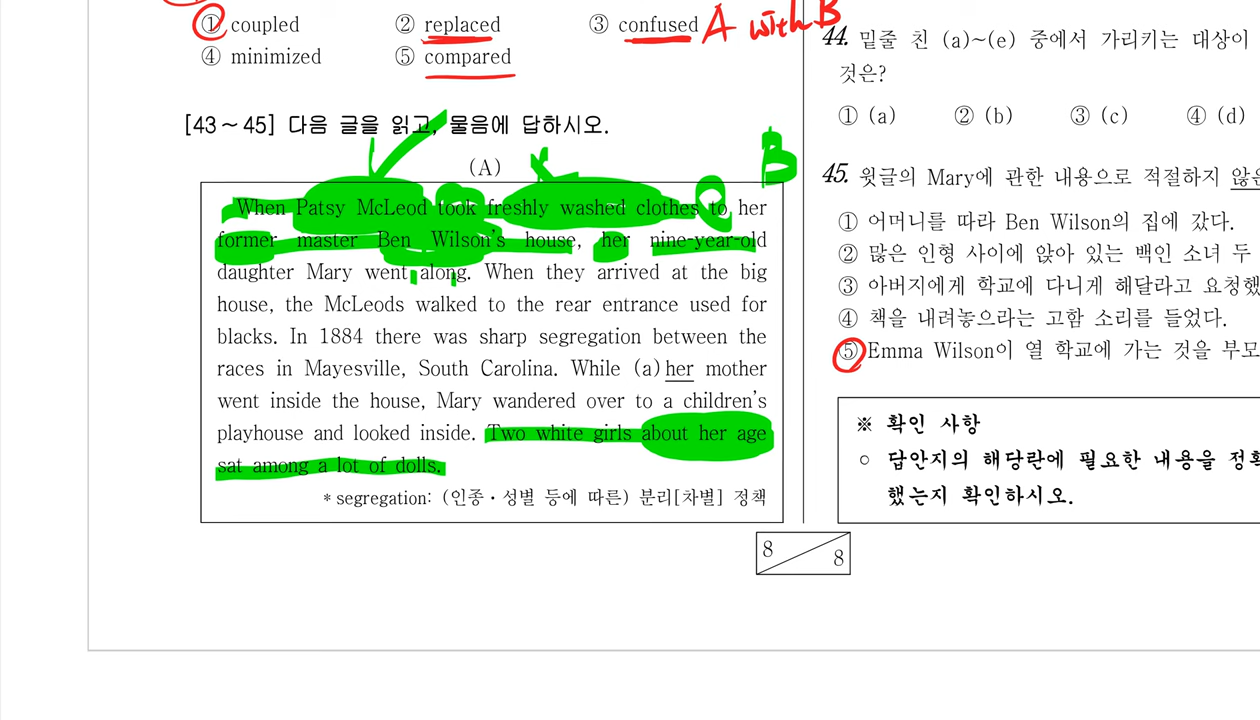 ① coupled ② replaced ③ confused A with B
④ minimized ⑤ compared
[43~45] 다음 글을 읽고, 물음에 답하시오.
(A)
B
When Patsy McLeod took freshly washed clothes to her
former master Ben Wilson's house, her nine-year-old
daughter Mary went along. When they arrived at the big
house, the McLeods walked to the rear entrance used for
blacks. In 1884 there was sharp segregation between the
races in Mayesville, South Carolina. While (a) her mother
went inside the house, Mary wandered over to a children's
playhouse and looked inside. Two white girls about her age
sat among a lot of dolls.
* segregation: (인종·성별 등에 따른) 분리[차별] 정책
8
8
44. 밑줄 친 (a)~(e) 중에서 가리키는 대상이
것은?
① (a) ② (b) ③ (c) ④ (d)
45. 윗글의 Mary에 관한 내용으로 적절하지 않은
① 어머니를 따라 Ben Wilson의 집에 갔다.
② 많은 인형 사이에 앉아 있는 백인 소녀 두
③ 아버지에게 학교에 다니게 해달라고 요청했
④ 책을 내려놓으라는 고함 소리를 들었다.
⑤ Emma Wilson이 열 학교에 가는 것을 부모
※ 확인 사항
○ 답안지의 해당란에 필요한 내용을 정확
했는지 확인하시오.